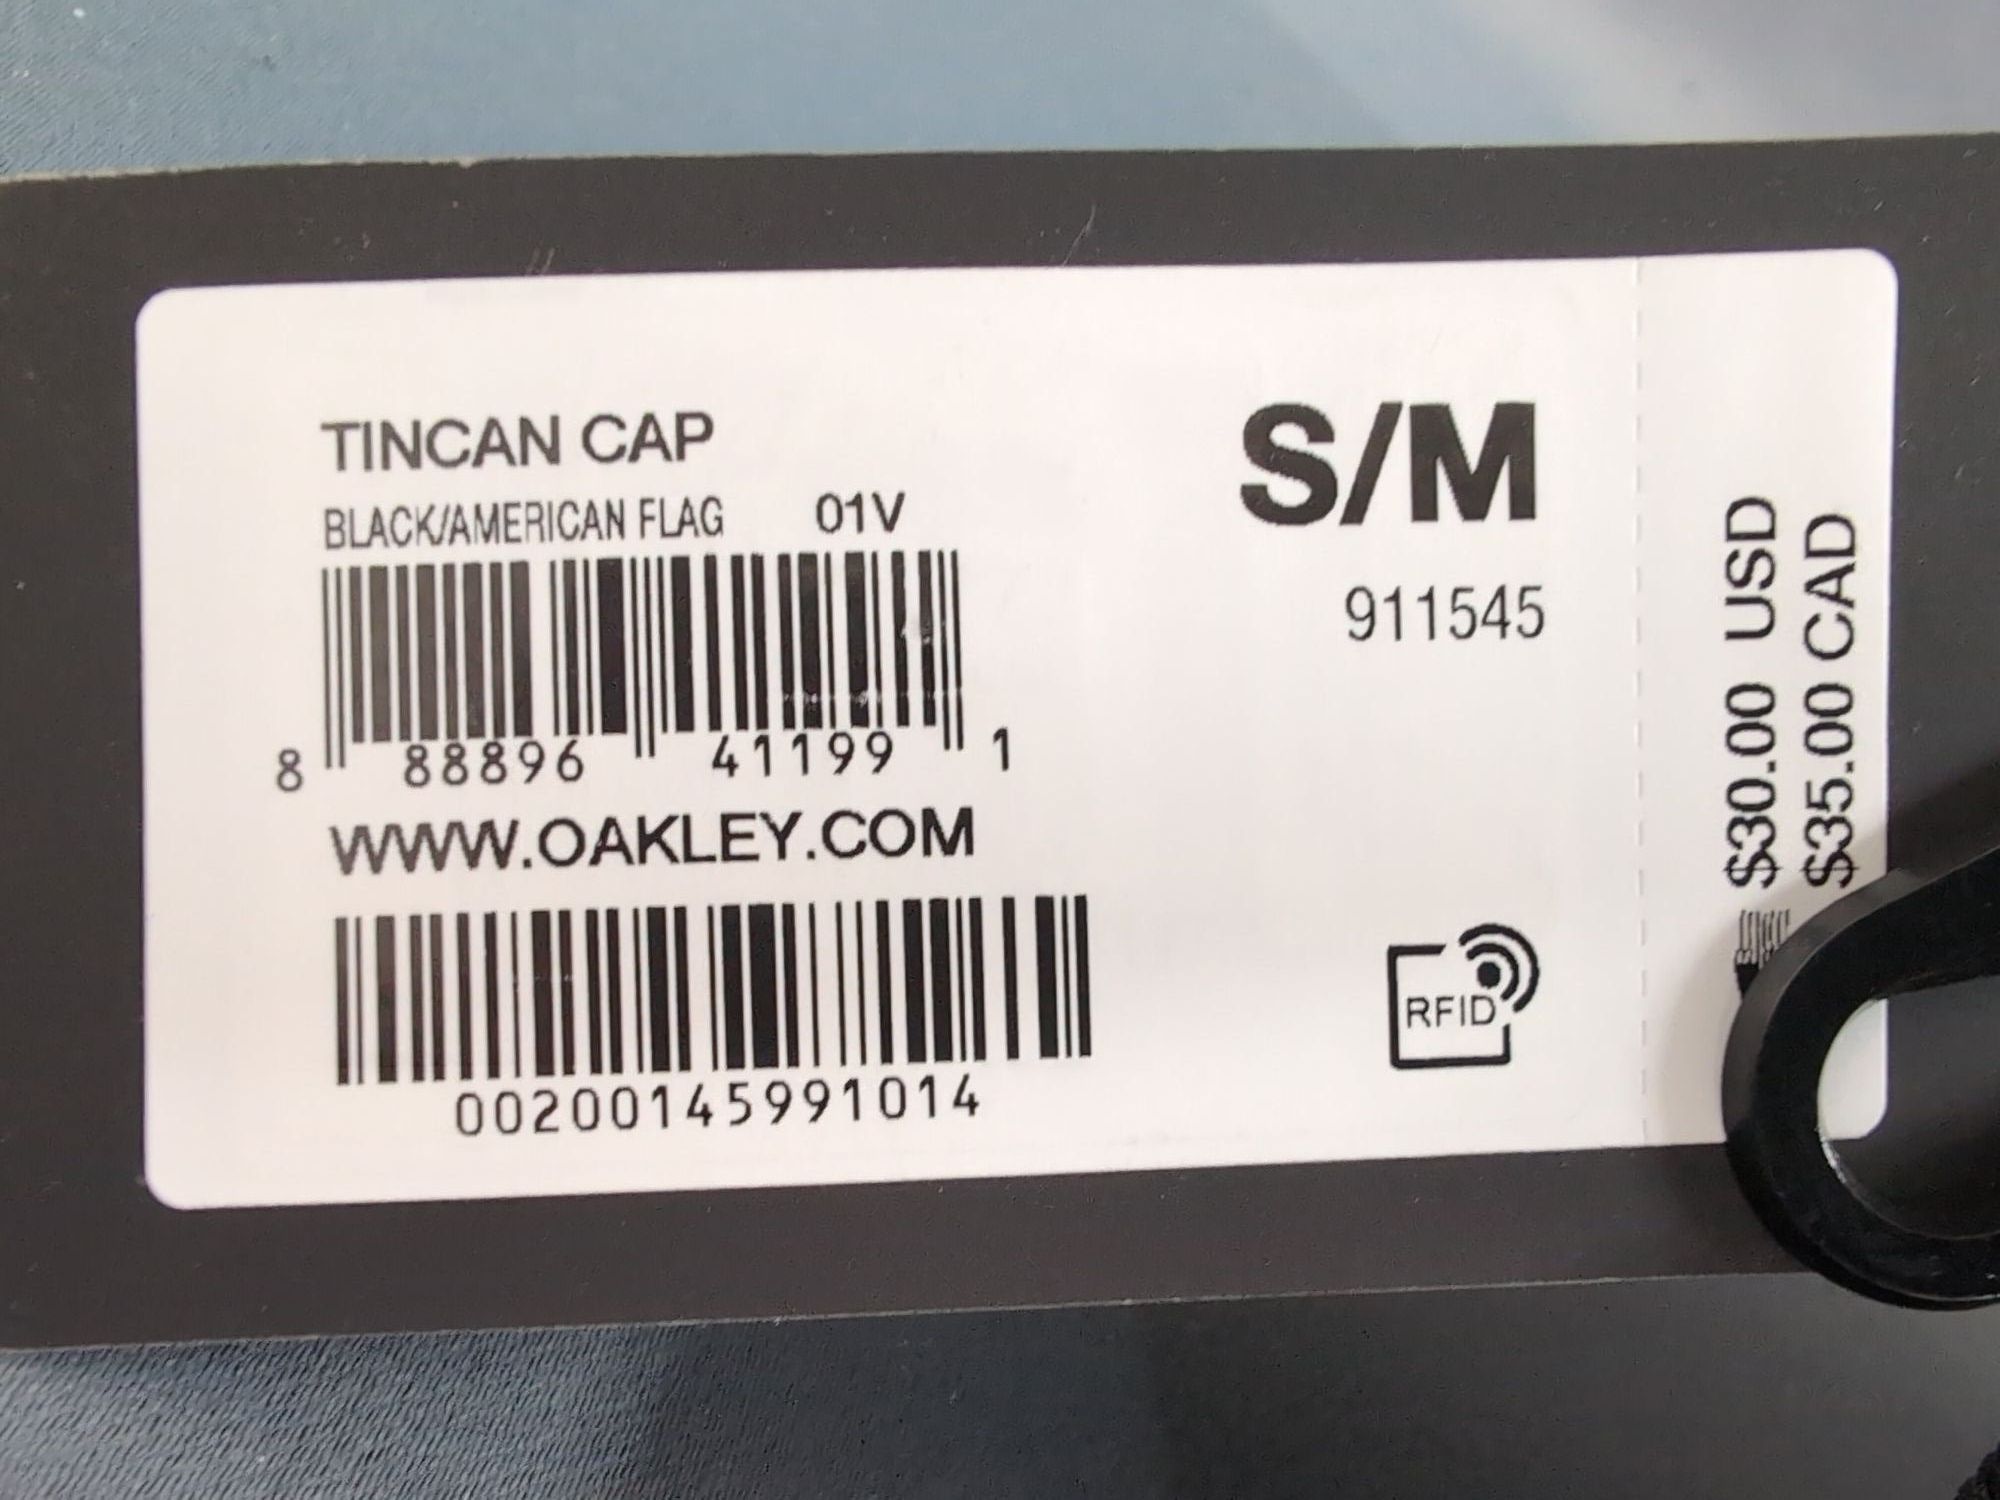 TINCAN CAP
BLACK/AMERICAN FLAG 01V
S/M
911545
8 88896 41199 1
WWW.OAKLEY.COM
00200145991014
RFID
$30.00 USD
$35.00 CAD